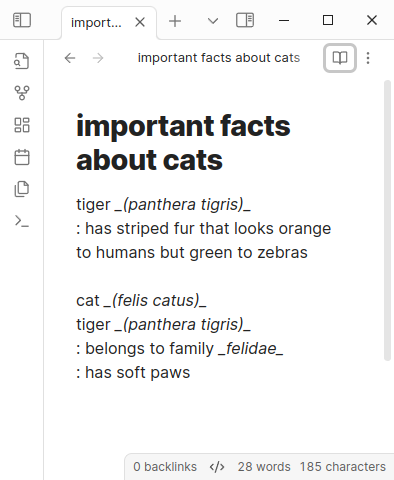 import...
important facts about cats
important facts
about cats
tiger _(panthera tigris)_
: has striped fur that looks orange
to humans but green to zebras
cat _(felis catus)_
tiger _(panthera tigris)_
: belongs to family _felidae_
: has soft paws
0 backlinks </> 28 words 185 characters